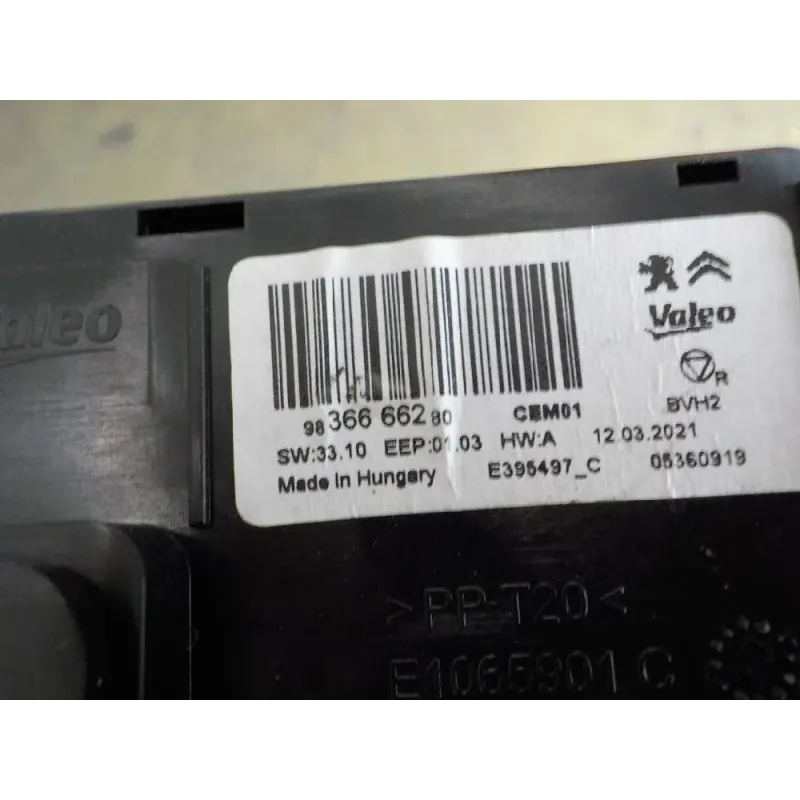 Valeo
Valeo
R
98 366 662 80 CEM01 BVH2
SW:33.10 EEP:01.03 HW:A 12.03.2021
Made in Hungary E395497_C 05360919
>PP-T20<
E1065901 C